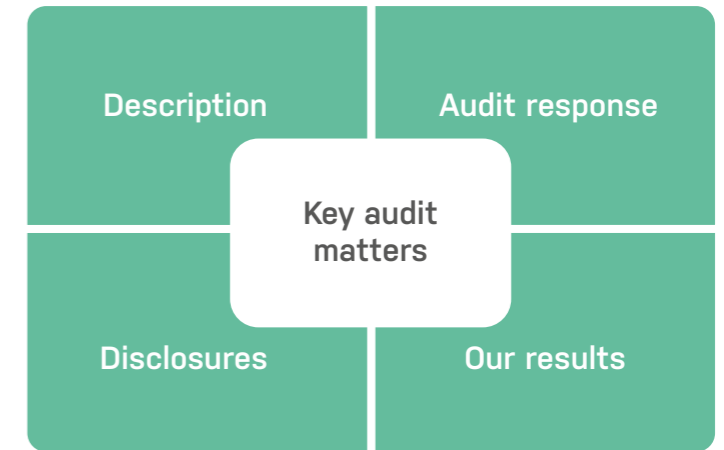 Description
Audit response
Key audit
matters
Disclosures
Our results